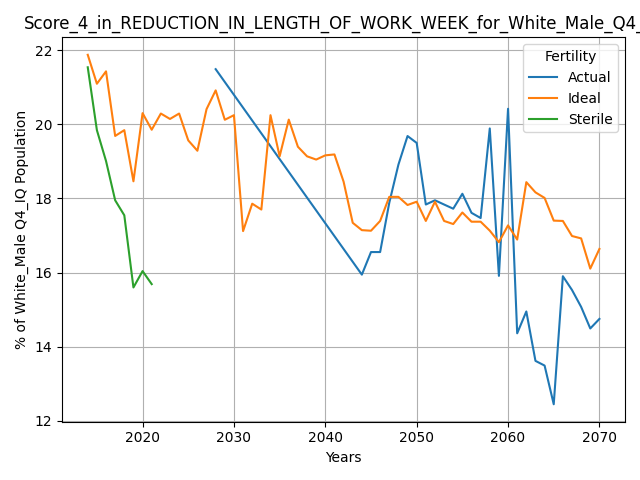 Score_4_in_REDUCTION_IN_LENGTH_OF_WORK_WEEK_for_White_Male_Q4_
Fertility
Actual
Ideal
Sterile
% of White_Male Q4_IQ Population
22
20
18
16
14
12
2020
2030
2040
2050
2060
2070
Years